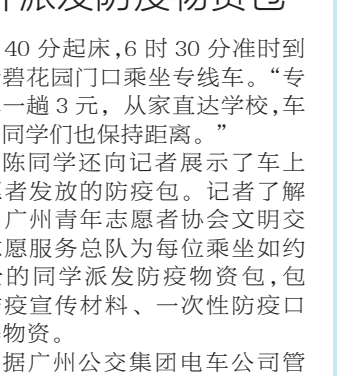 派发防疫物资包
40分起床,6时30分准时到
碧花园门口乘坐专线车。“专
一趟3元，从家直达学校,车
同学们也保持距离。”
陈同学还向记者展示了车上
者发放的防疫包。记者了解
广州青年志愿者协会文明交
愿服务总队为每位乘坐如约
的同学派发防疫物资包,包
疫宣传材料、一次性防疫口
物资。
据广州公交集团电车公司管